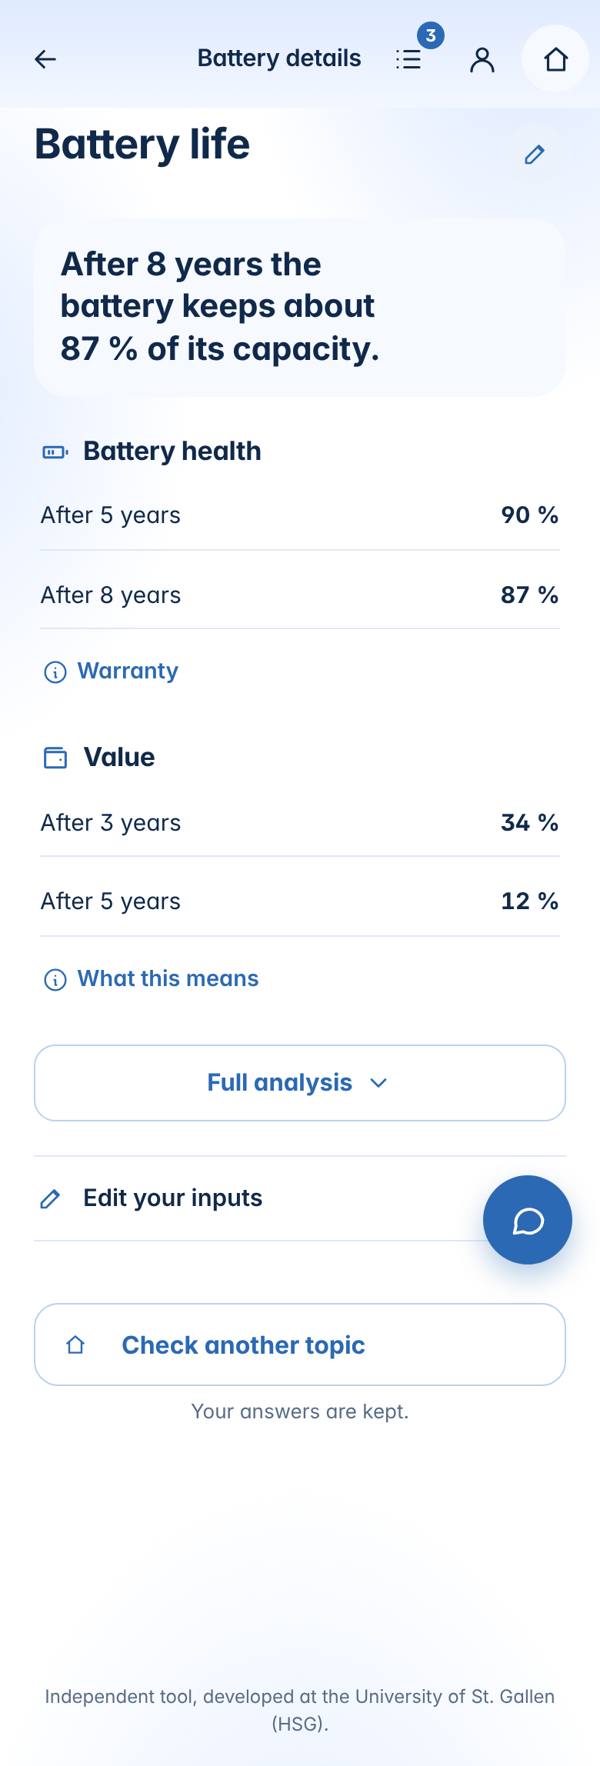 Battery details
3
Battery life
After 8 years the
battery keeps about
87 % of its capacity.
Battery health
After 5 years 90 %
After 8 years 87 %
Warranty
Value
After 3 years 34 %
After 5 years 12 %
What this means
Full analysis
Edit your inputs
Check another topic
Your answers are kept.
Independent tool, developed at the University of St. Gallen
(HSG).